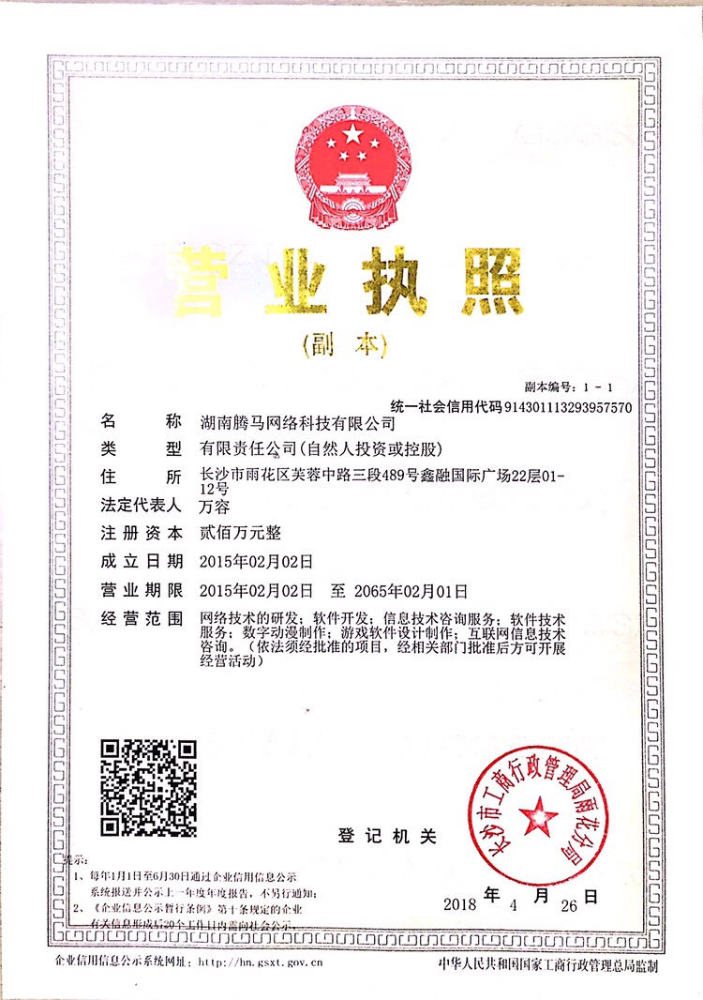 营业执照
(副 本)
副本编号：1 - 1
统一社会信用代码914301113293957570
名 称 湖南腾马网络科技有限公司
类 型 有限责任公司(自然人投资或控股)
住 所 长沙市雨花区芙蓉中路三段489号鑫融国际广场22层01-
12号
法定代表人 万容
注册资本 贰佰万元整
成立日期 2015年02月02日
营业期限 2015年02月02日 至 2065年02月01日
经营范围 网络技术的研发；软件开发；信息技术咨询服务；软件技术
服务；数字动漫制作；游戏软件设计制作；互联网信息技术
咨询。（依法须经批准的项目，经相关部门批准后方可开展
经营活动）
长沙市工商行政管理局雨花分局
登记机关
2018 年 4 月 26 日
提示：
1、每年1月1日至6月30日通过企业信用信息公示
系统报送并公示上一年度年度报告，不另行通知；
2、《企业信息公示暂行条例》第十条规定的企业
有关信息形成后20个工作日内需向社会公示。
企业信用信息公示系统网址：http://hn.gsxt.gov.cn
中华人民共和国国家工商行政管理总局监制